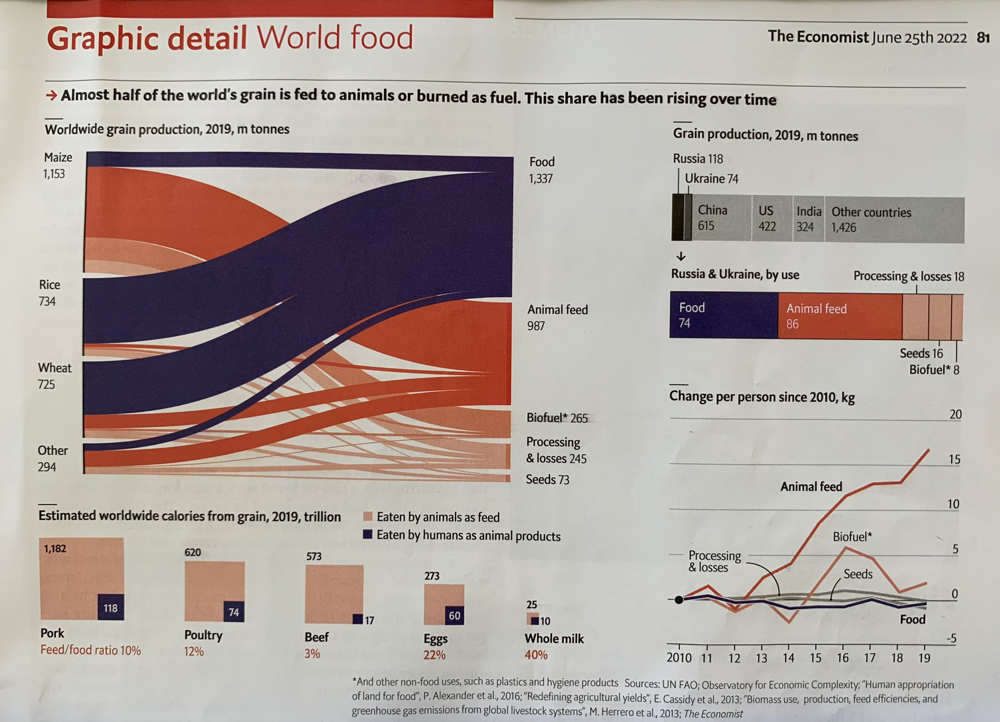 Graphic detail World food
The Economist June 25th 2022 81
→ Almost half of the world's grain is fed to animals or burned as fuel. This share has been rising over time
Worldwide grain production, 2019, m tonnes
Maize
1,153
Rice
734
Wheat
725
Other
294
Food
1,337
Animal feed
987
Biofuel* 265
Processing
& losses 245
Seeds 73
Grain production, 2019, m tonnes
Russia 118
Ukraine 74
China
615
US
422
India
324
Other countries
1,426
Russia & Ukraine, by use
Processing & losses 18
Food
74
Animal feed
86
Seeds 16
Biofuel* 8
Change per person since 2010, kg
20
15
10
5
0
-5
Animal feed
Biofuel*
Processing
& losses
Seeds
Food
2010 11 12 13 14 15 16 17 18 19
Estimated worldwide calories from grain, 2019, trillion
Eaten by animals as feed
Eaten by humans as animal products
1,182
118
Pork
Feed/food ratio 10%
620
74
Poultry
12%
573
17
Beef
3%
273
60
Eggs
22%
25
10
Whole milk
40%
*And other non-food uses, such as plastics and hygiene products Sources: UN FAO; Observatory for Economic Complexity; "Human appropriation
of land for food", P. Alexander et al., 2016; "Redefining agricultural yields", E. Cassidy et al., 2013; "Biomass use, production, feed efficiencies, and
greenhouse gas emissions from global livestock systems", M. Herrero et al., 2013; The Economist